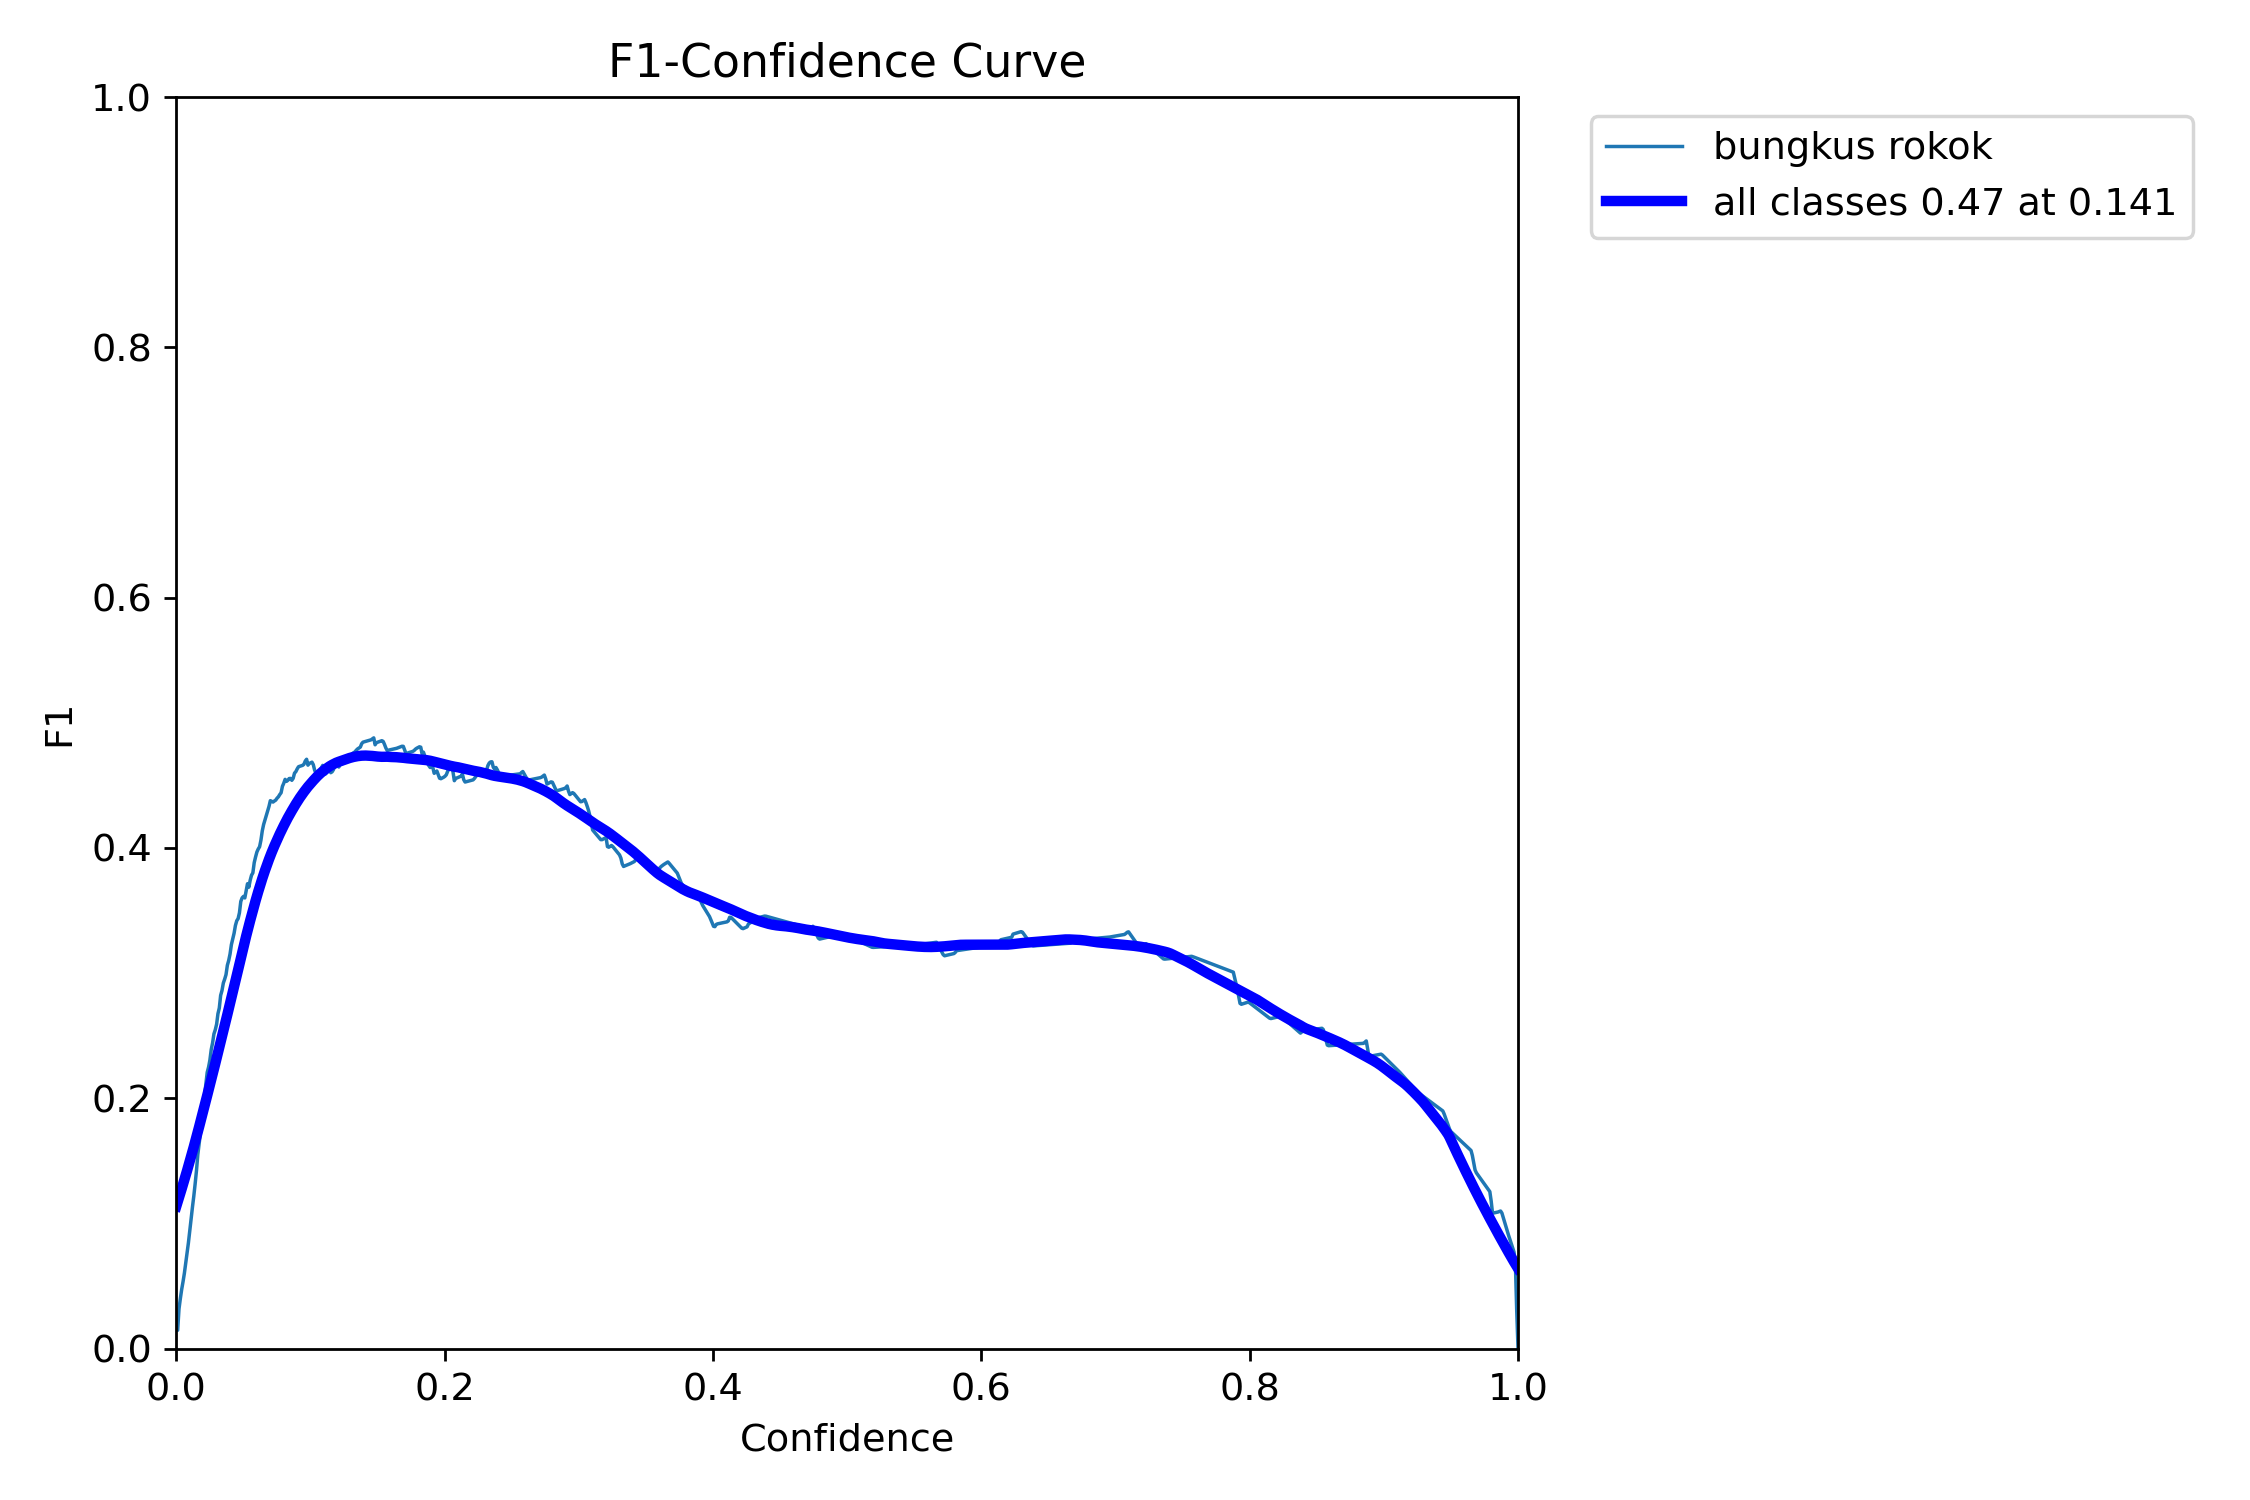 F1-Confidence Curve
bungkus rokok
all classes 0.47 at 0.141
1.0
0.8
0.6
0.4
0.2
0.0
F1
0.0 0.2 0.4 0.6 0.8 1.0
Confidence